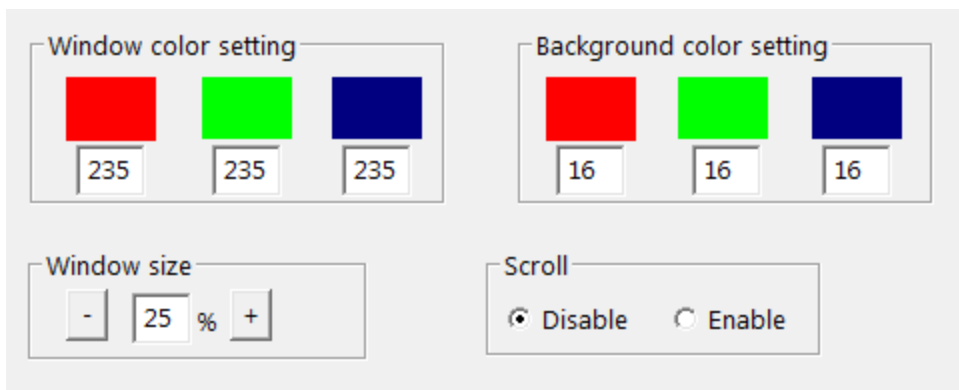 Window color setting
Background color setting
235 235 235
16 16 16
Window size
Scroll
- 25 % +
Disable Enable